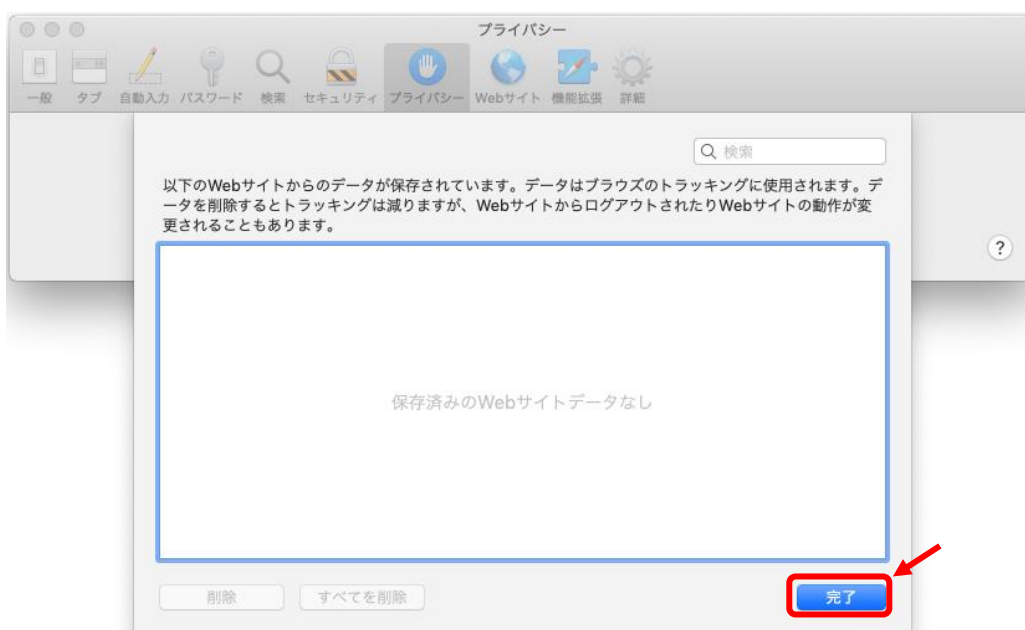 プライバシー
一般 タブ 自動入力 パスワード 検索 セキュリティ プライバシー Webサイト 機能拡張 詳細
検索
以下のWebサイトからのデータが保存されています。データはブラウズのトラッキングに使用されます。デ
ータを削除するとトラッキングは減りますが、WebサイトからログアウトされたりWebサイトの動作が変
更されることもあります。
?
保存済みのWebサイトデータなし
削除 すべてを削除 完了